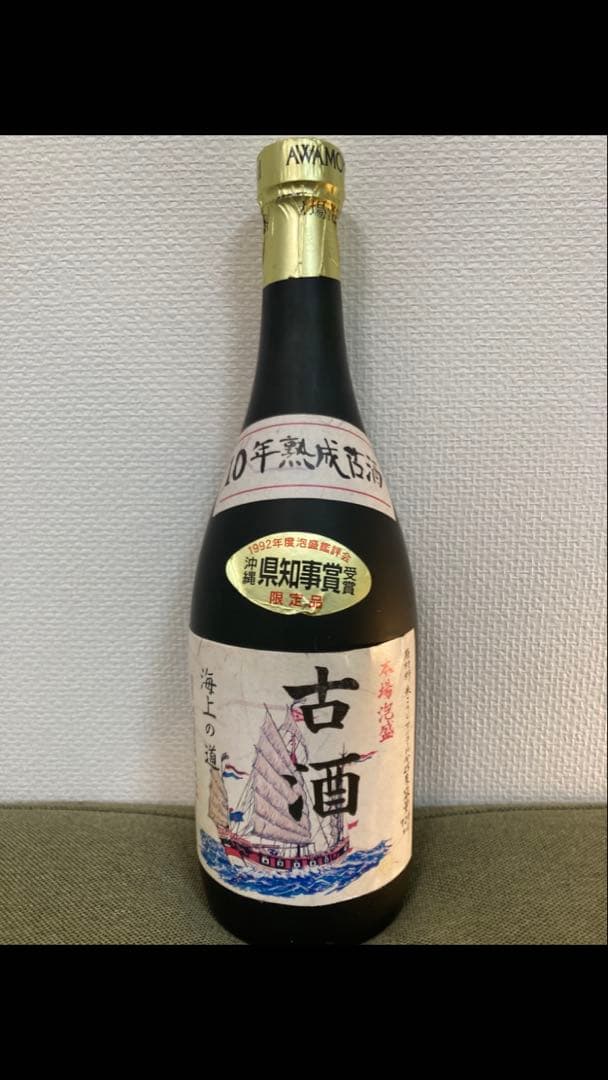 AWAMO
10年熟成古酒
1992年度泡盛鑑評会
沖縄
県知事賞
受賞
限定品
本場泡盛
古酒
海上の道